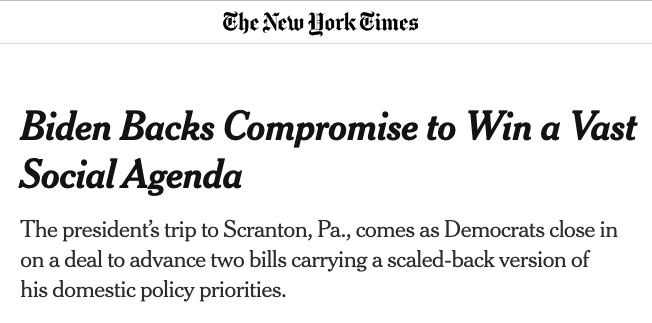 The New York Times
Biden Backs Compromise to Win a Vast
Social Agenda
The president’s trip to Scranton, Pa., comes as Democrats close in
on a deal to advance two bills carrying a scaled-back version of
his domestic policy priorities.